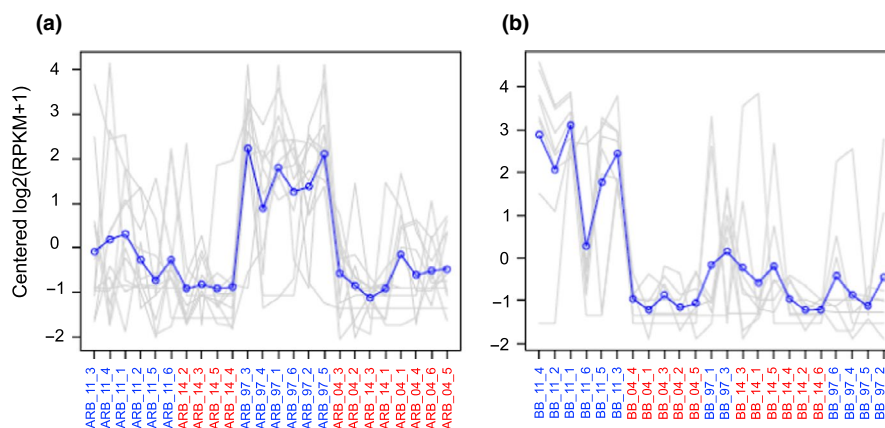 (a)
(b)
Centered log2(RPKM+1)
4
3
2
1
0
−1
−2
4
3
2
1
0
−1
−2
ARB_11_3
ARB_11_4
ARB_11_1
ARB_11_2
ARB_11_5
ARB_11_6
ARB_14_2
ARB_14_3
ARB_14_5
ARB_14_4
ARB_97_3
ARB_97_4
ARB_97_1
ARB_97_6
ARB_97_2
ARB_97_5
ARB_04_3
ARB_04_2
ARB_14_3
ARB_14_1
ARB_04_1
ARB_04_4
ARB_04_6
ARB_04_5
BB_11_4
BB_11_2
BB_11_1
BB_11_6
BB_11_5
BB_11_3
BB_04_4
BB_04_1
BB_04_3
BB_04_2
BB_04_5
BB_97_1
BB_97_3
BB_14_3
BB_14_1
BB_14_5
BB_14_4
BB_14_2
BB_14_6
BB_97_6
BB_97_4
BB_97_5
BB_97_2